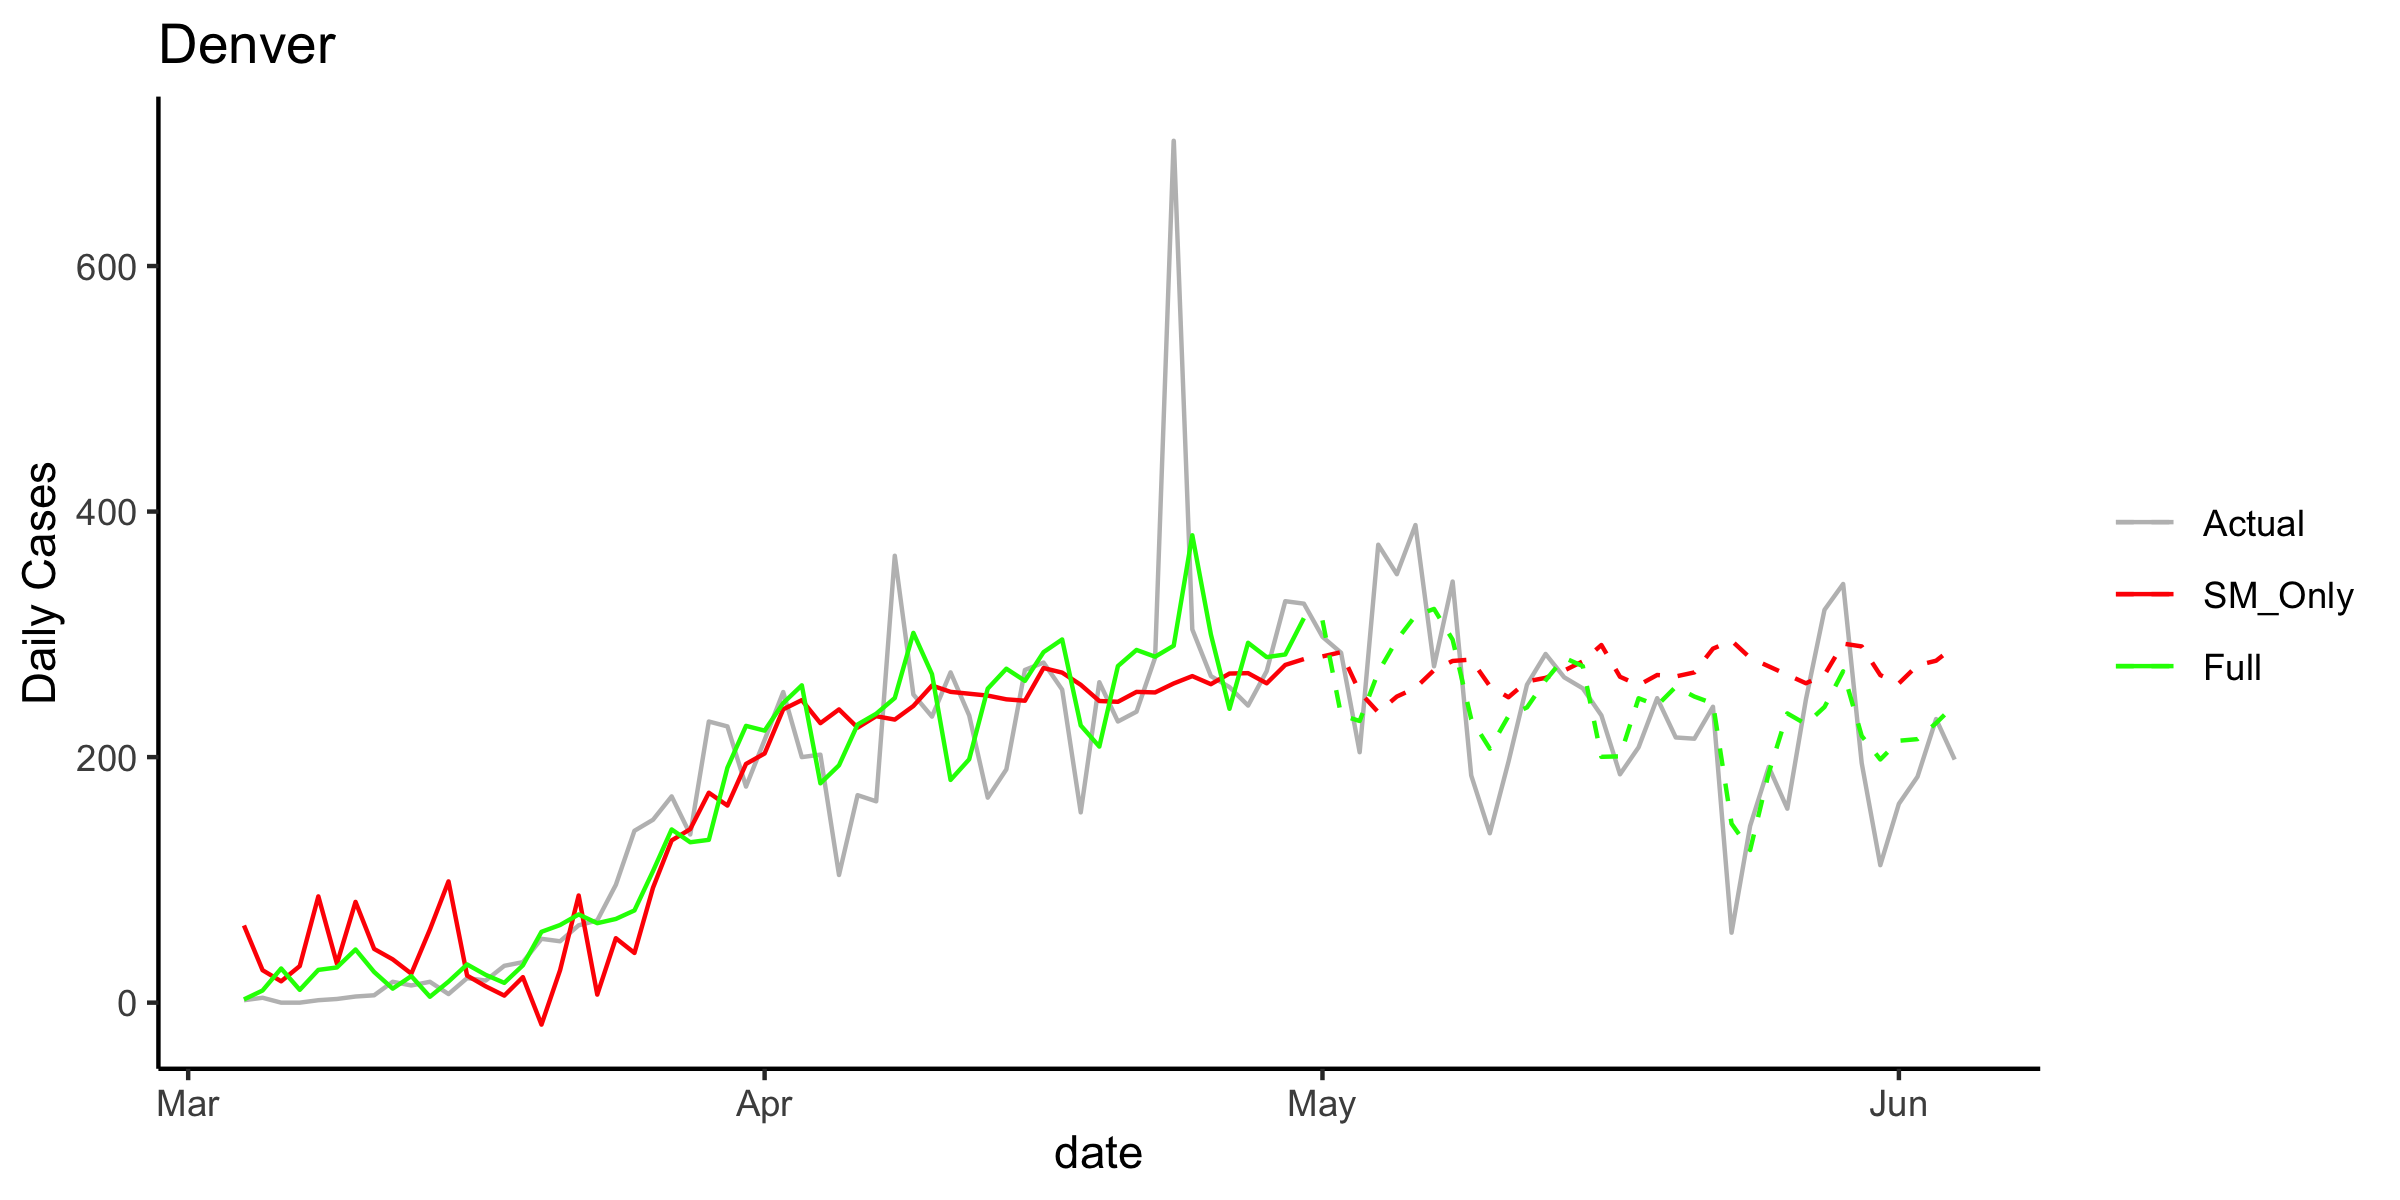 Denver
Daily Cases
600
400
200
0
Mar
Apr
May
Jun
date
Actual
SM_Only
Full